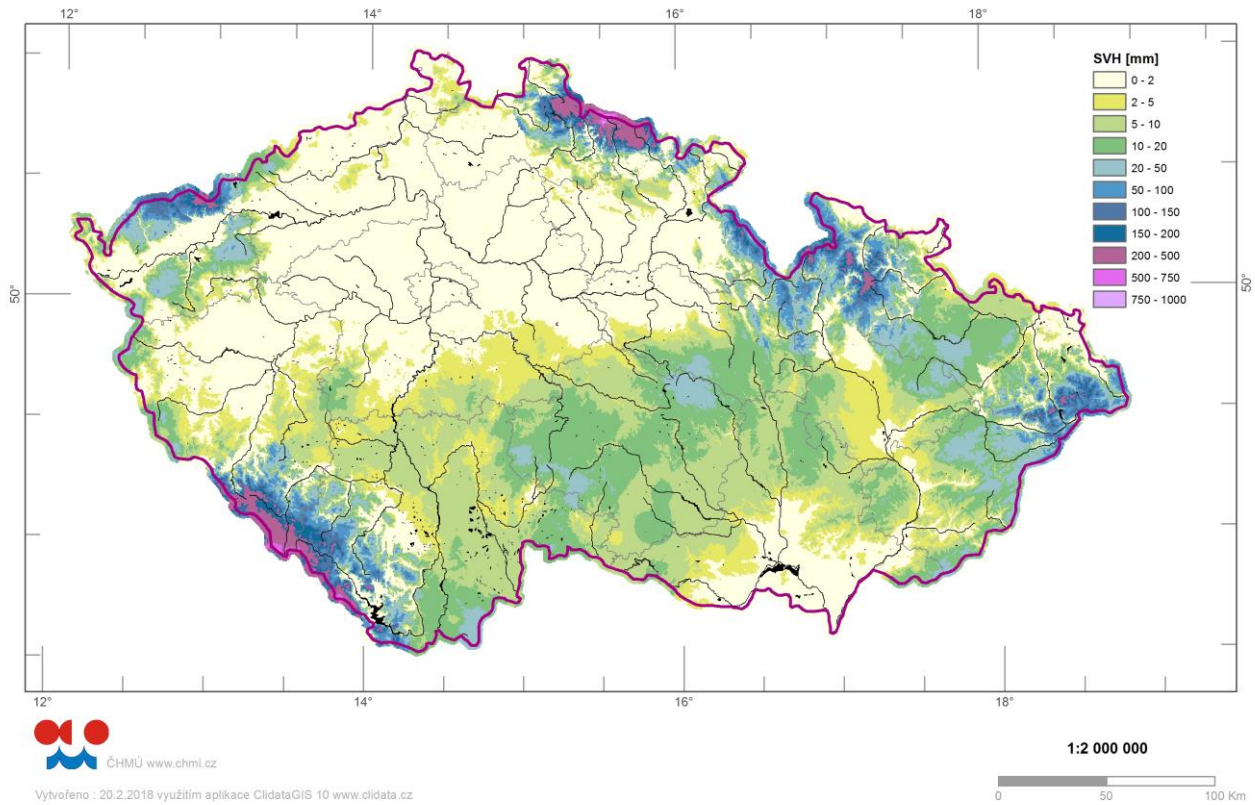 12° 14° 16° 18°
SVH [mm]
0 - 2
2 - 5
5 - 10
10 - 20
20 - 50
50 - 100
100 - 150
150 - 200
200 - 500
500 - 750
750 - 1000
50° 50°
12° 14° 16° 18°
ČHMÚ www.chmi.cz
1:2 000 000
Vytvořeno : 20.2.2018 využitím aplikace ClidataGIS 10 www.clidata.cz
0 50 100 Km